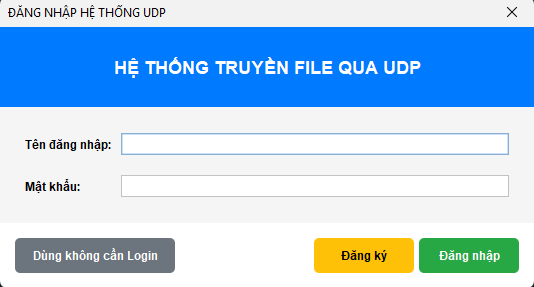 ĐĂNG NHẬP HỆ THỐNG UDP
HỆ THỐNG TRUYỀN FILE QUA UDP
Tên đăng nhập:
Mật khẩu:
Dùng không cần Login
Đăng ký
Đăng nhập